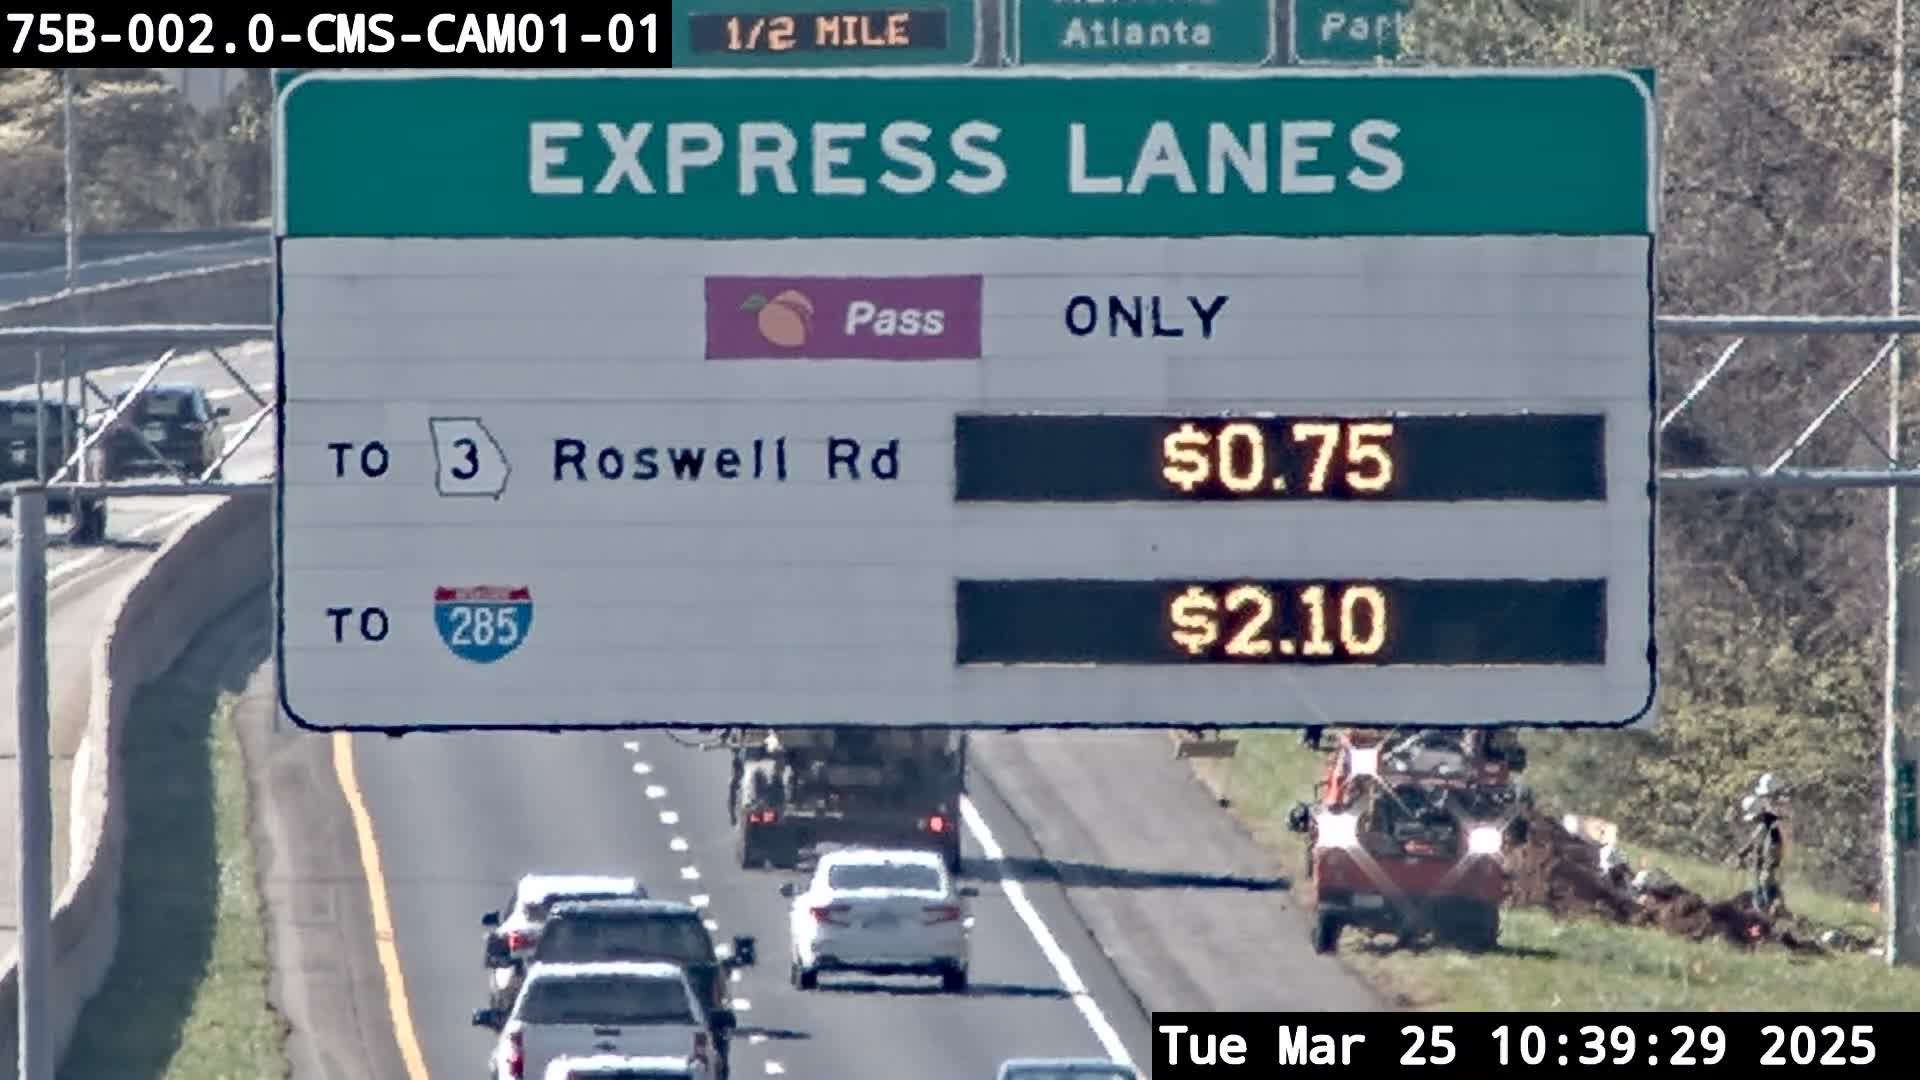 75B-002.0-CMS-CAM01-01
1/2 MILE
Atlanta
EXPRESS LANES
Pass ONLY
TO 3 Roswell Rd $0.75
TO 285 $2.10
Tue Mar 25 10:39:29 2025